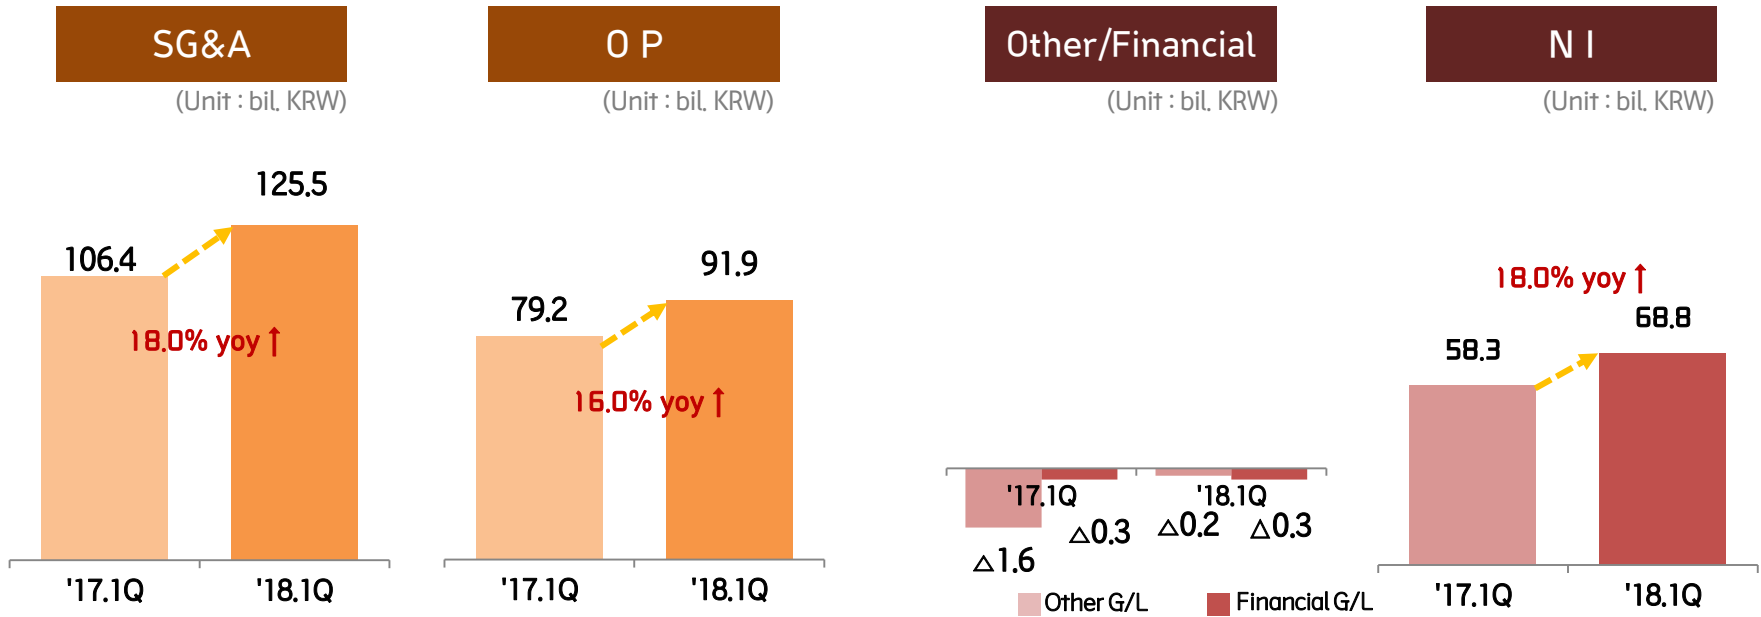 SG&A
(Unit : bil. KRW)
125.5
106.4
18.0% yoy ↑
'17.1Q
'18.1Q
O P
(Unit : bil. KRW)
91.9
79.2
16.0% yoy ↑
'17.1Q
'18.1Q
Other/Financial
(Unit : bil. KRW)
'17.1Q
'18.1Q
△0.3
△0.2
△0.3
△1.6
Other G/L
Financial G/L
N I
(Unit : bil. KRW)
18.0% yoy ↑
68.8
58.3
'17.1Q
'18.1Q